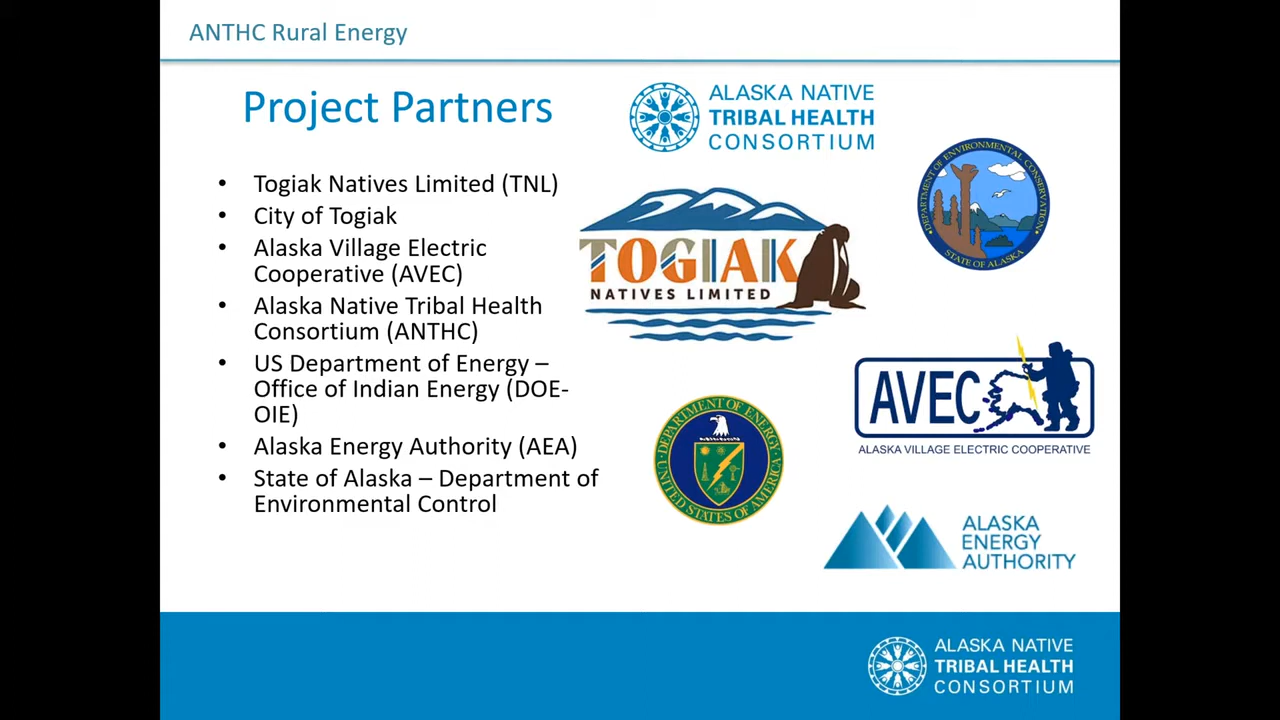 ANTHC Rural Energy
Project Partners
• Togiak Natives Limited (TNL)
• City of Togiak
• Alaska Village Electric
Cooperative (AVEC)
• Alaska Native Tribal Health
Consortium (ANTHC)
• US Department of Energy –
Office of Indian Energy (DOE-
OIE)
• Alaska Energy Authority (AEA)
• State of Alaska – Department of
Environmental Control
ALASKA NATIVE
TRIBAL HEALTH
CONSORTIUM
DEPARTMENT OF ENVIRONMENTAL CONSERVATION
STATE OF ALASKA
TOGIAK
NATIVES LIMITED
AVEC
ALASKA VILLAGE ELECTRIC COOPERATIVE
DEPARTMENT OF ENERGY
UNITED STATES OF AMERICA
ALASKA
ENERGY
AUTHORITY
ALASKA NATIVE
TRIBAL HEALTH
CONSORTIUM